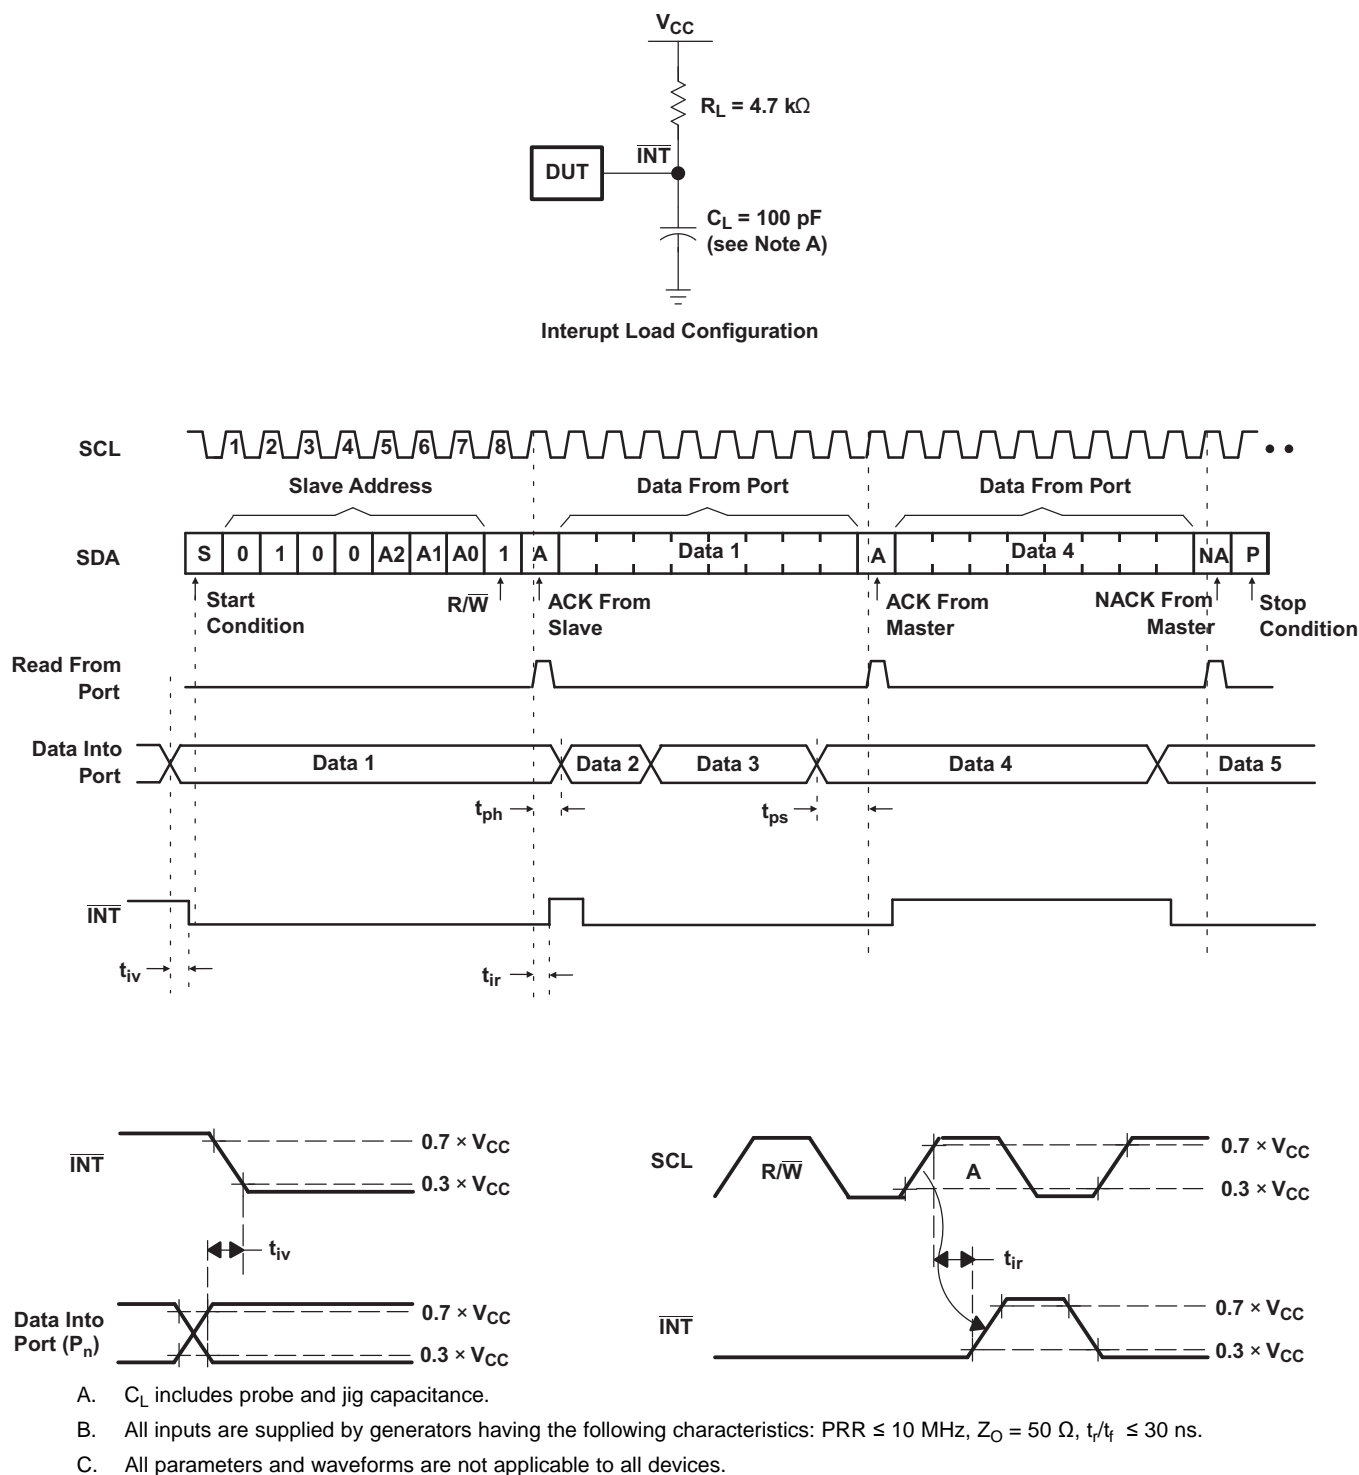 VCC
RL = 4.7 kΩ
INT
DUT
CL = 100 pF
(see Note A)
Interupt Load Configuration
SCL
1 2 3 4 5 6 7 8
Slave Address
Data From Port
Data From Port
SDA
S 0 1 0 0 A2 A1 A0 1 A Data 1 A Data 4 NA P
Start
Condition
R/W
ACK From
Slave
ACK From
Master
NACK From
Master
Stop
Condition
Read From
Port
Data Into
Port
Data 1
Data 2
Data 3
Data 4
Data 5
tph
tps
INT
tiv
tir
INT
0.7 × VCC
0.3 × VCC
tiv
Data Into
Port (Pn)
0.7 × VCC
0.3 × VCC
SCL
R/W
A
0.7 × VCC
0.3 × VCC
tir
INT
0.7 × VCC
0.3 × VCC
A. CL includes probe and jig capacitance.
B. All inputs are supplied by generators having the following characteristics: PRR ≤ 10 MHz, ZO = 50 Ω, tr/tf ≤ 30 ns.
C. All parameters and waveforms are not applicable to all devices.